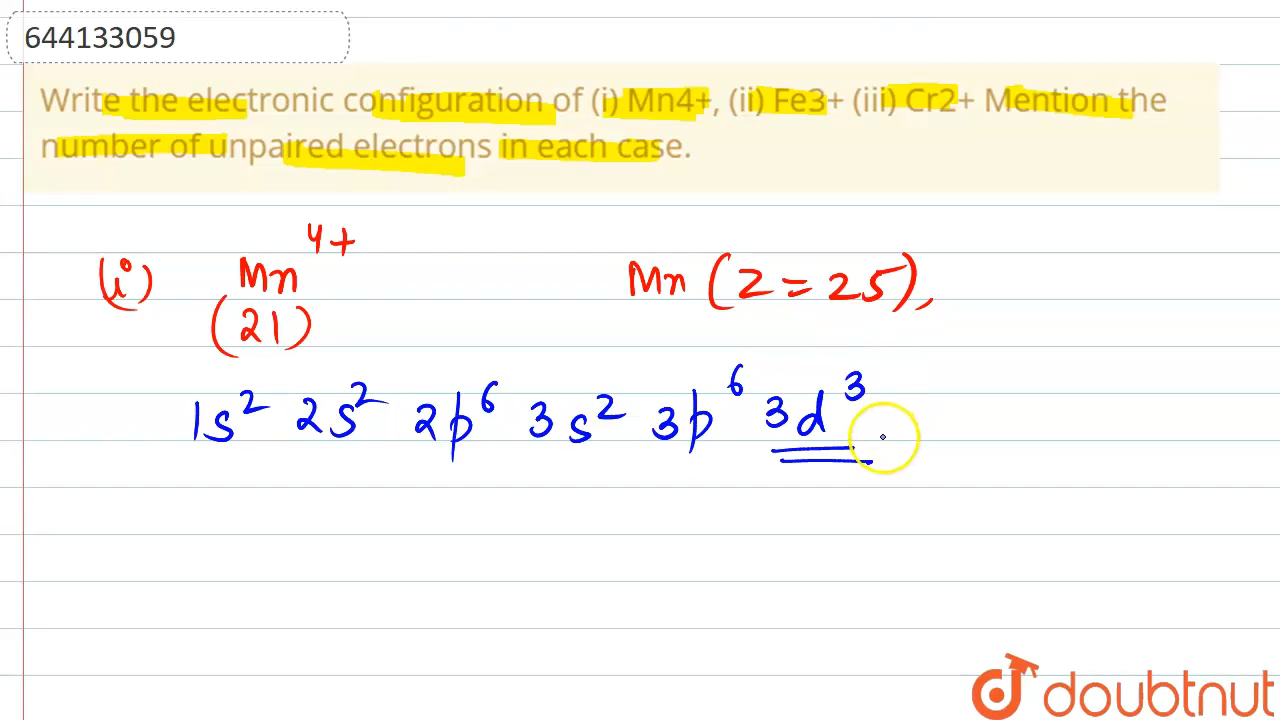 644133059
Write the electronic configuration of (i) Mn4+, (ii) Fe3+ (iii) Cr2+ Mention the
number of unpaired electrons in each case.
(i) Mn⁴⁺ Mn (Z = 25),
(21)
1s² 2s² 2p⁶ 3s² 3p⁶ 3d³
doubtnut